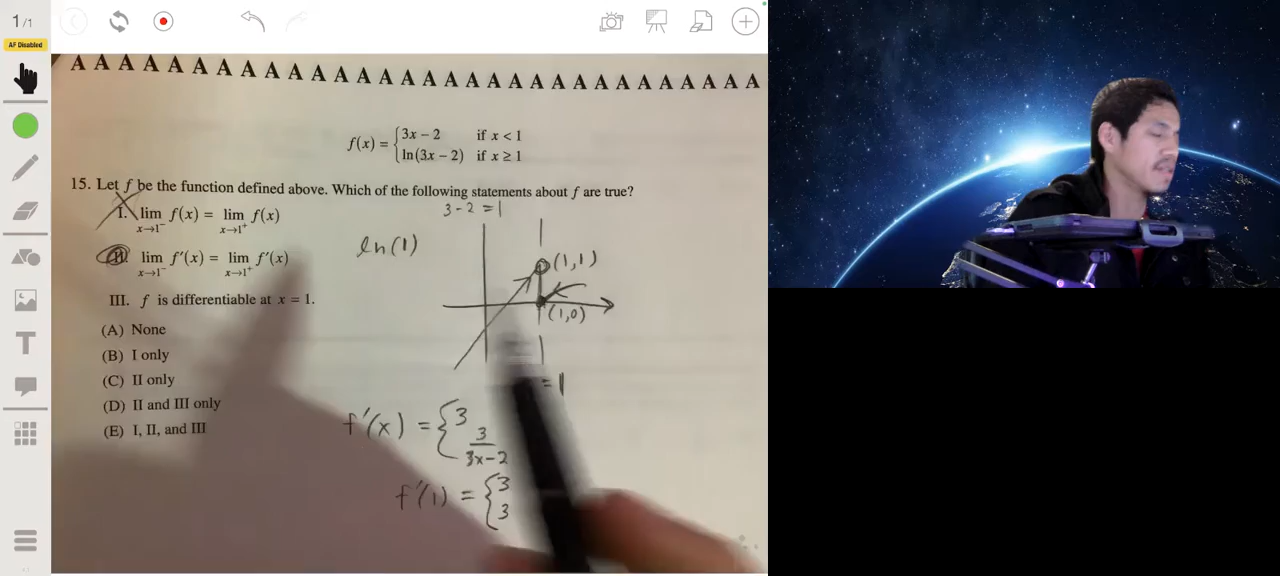 1/1
AF Disabled
A A A A A A A A A A A A A A A A A A A A A A A A A A A A A
f(x) = { 3x − 2 if x < 1
ln(3x − 2) if x ≥ 1
15. Let f be the function defined above. Which of the following statements about f are true?
3 - 2 = 1
I. lim x→1⁻ f(x) = lim x→1⁺ f(x)
ln(1)
(1,1)
II. lim x→1⁻ f′(x) = lim x→1⁺ f′(x)
III. f is differentiable at x = 1.
(1,0)
(A) None
(B) I only
(C) II only
= 1
(D) II and III only
(E) I, II, and III
f'(x) = { 3
3/3x-2
f'(1) = { 3
3
T